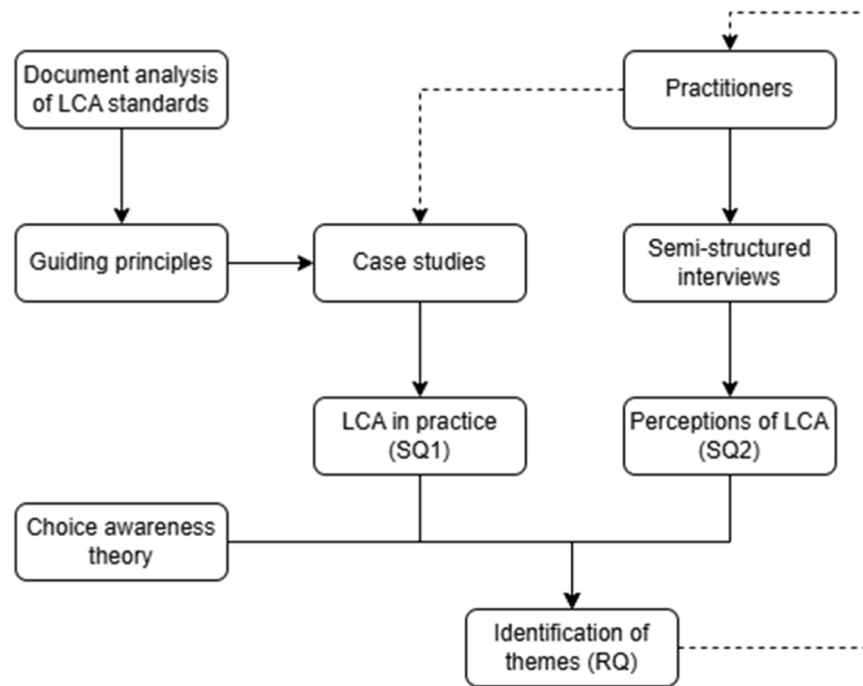 Document analysis
of LCA standards
Practitioners
Guiding principles
Case studies
Semi-structured
interviews
LCA in practice
(SQ1)
Perceptions of LCA
(SQ2)
Choice awareness
theory
Identification of
themes (RQ)